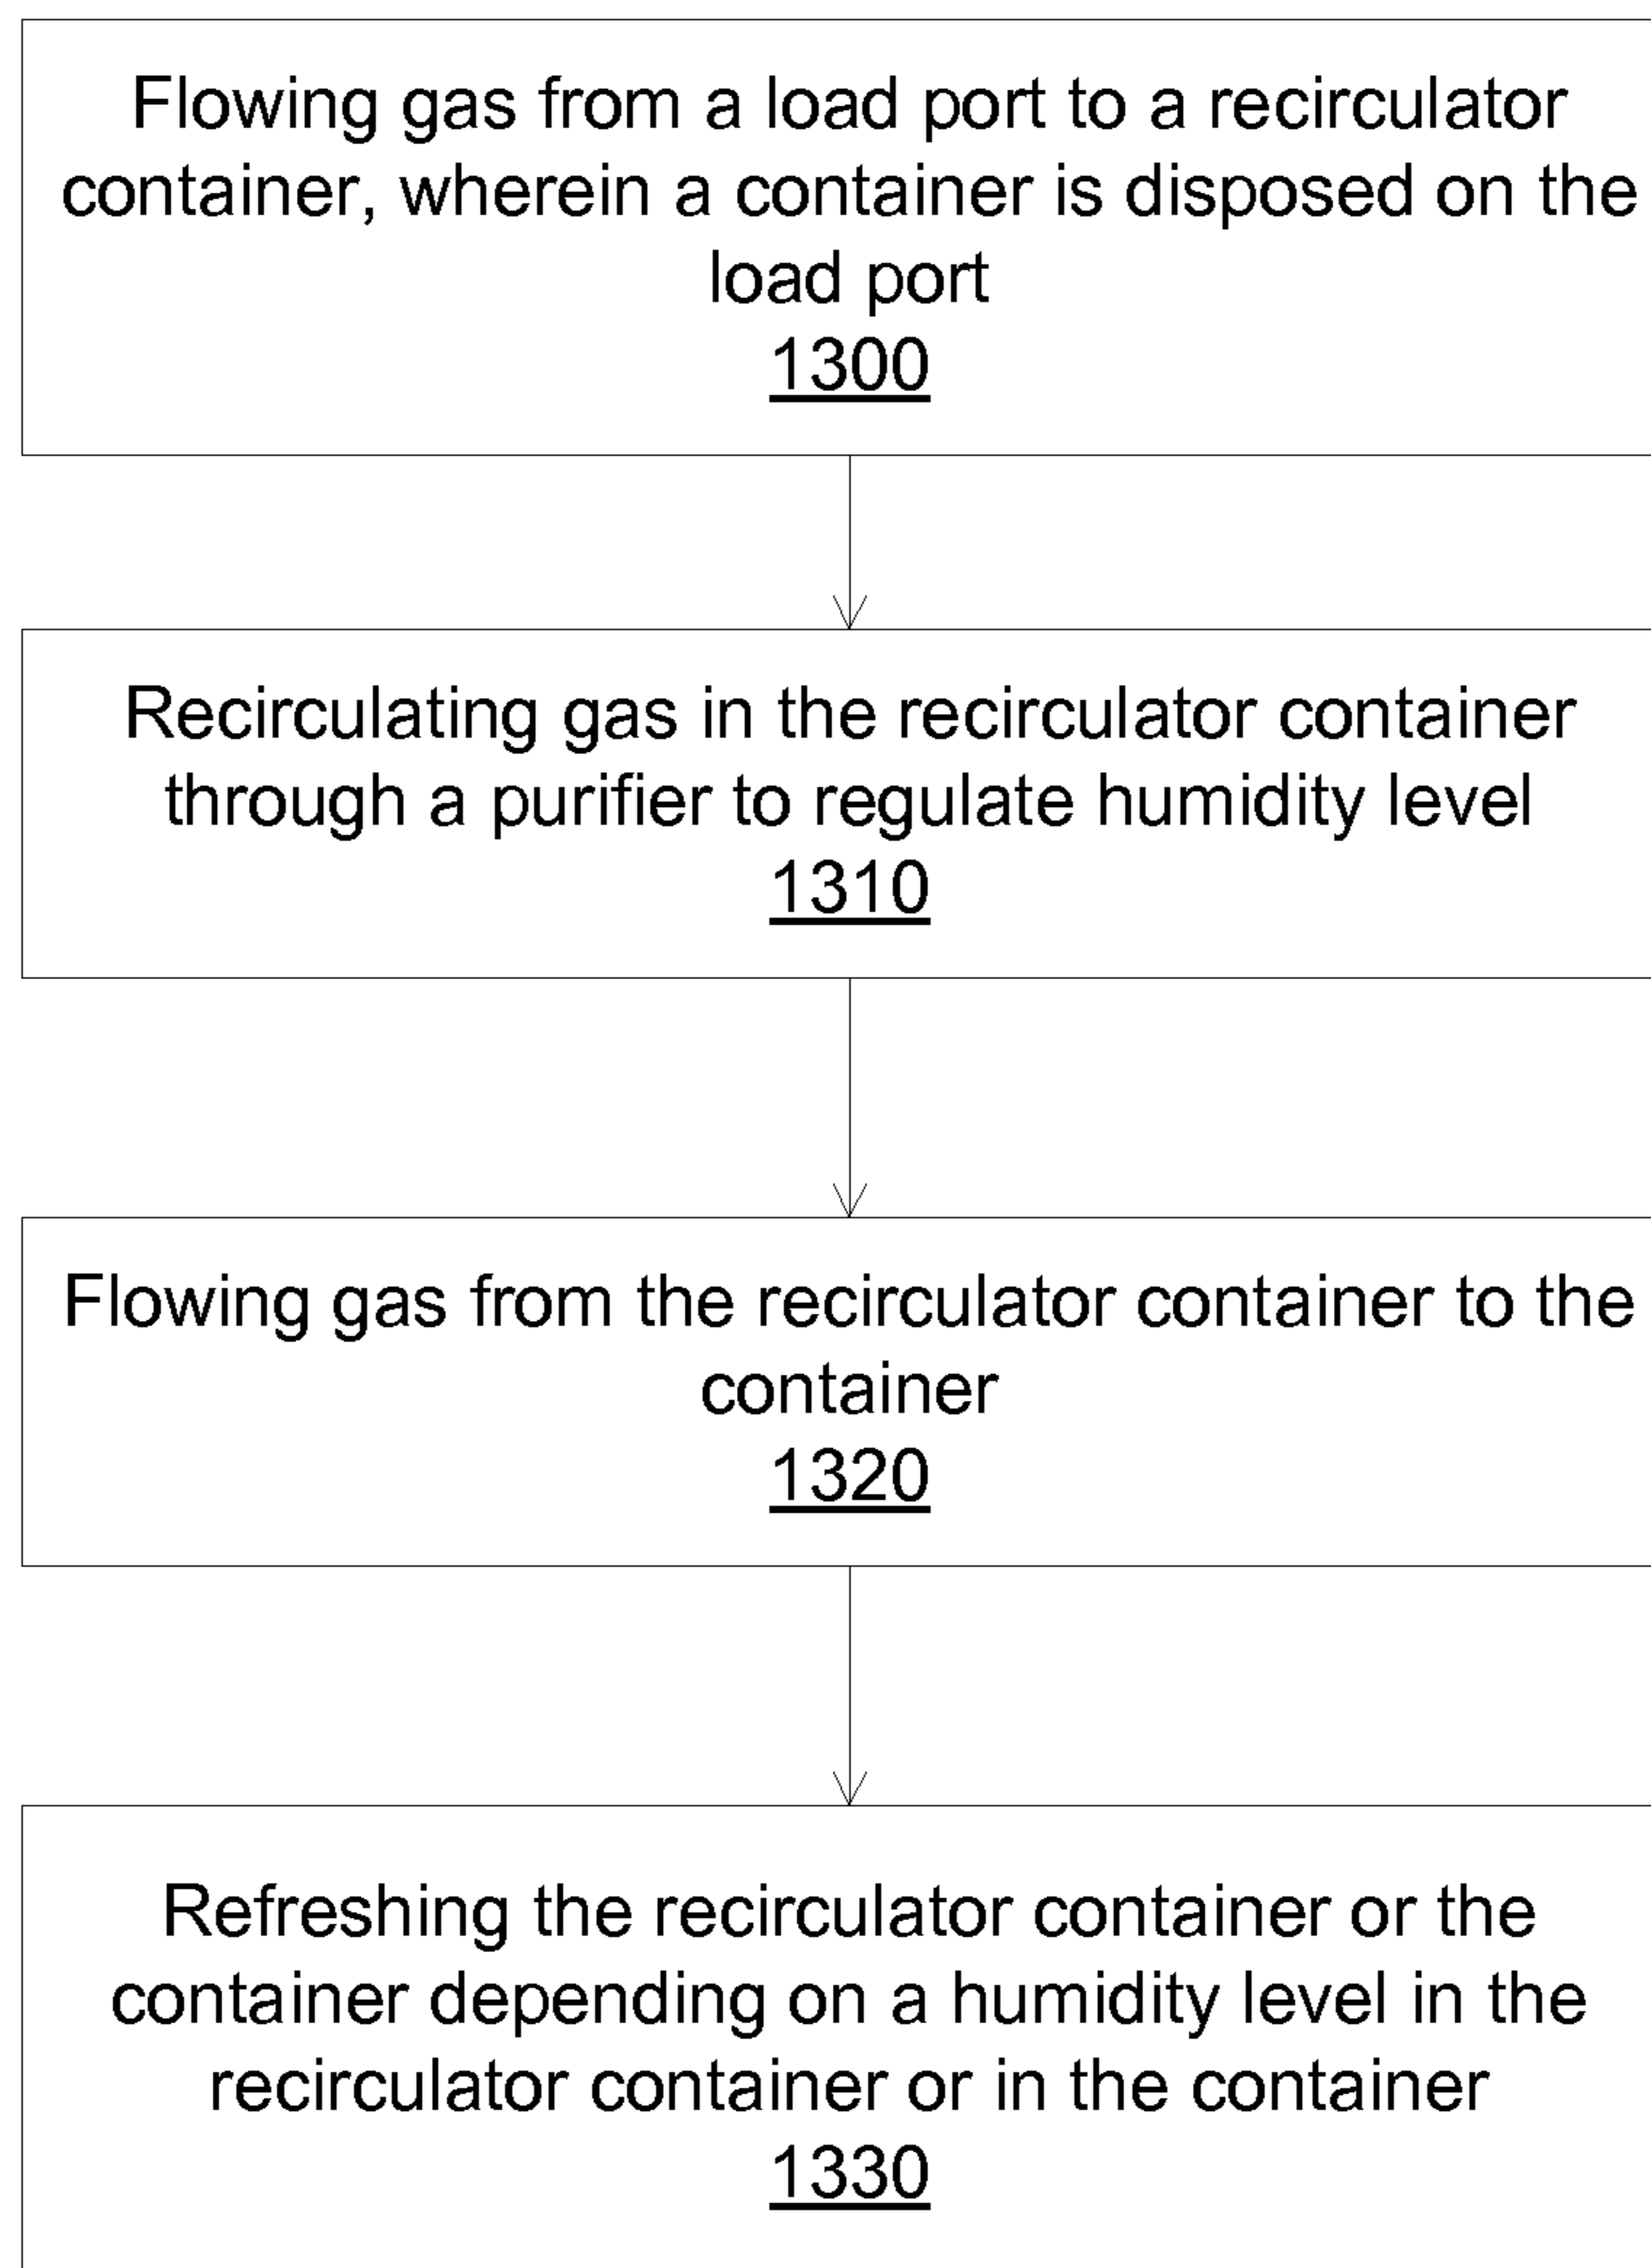 Flowing gas from a load port to a recirculator
container, wherein a container is disposed on the
load port
1300
Recirculating gas in the recirculator container
through a purifier to regulate humidity level
1310
Flowing gas from the recirculator container to the
container
1320
Refreshing the recirculator container or the
container depending on a humidity level in the
recirculator container or in the container
1330